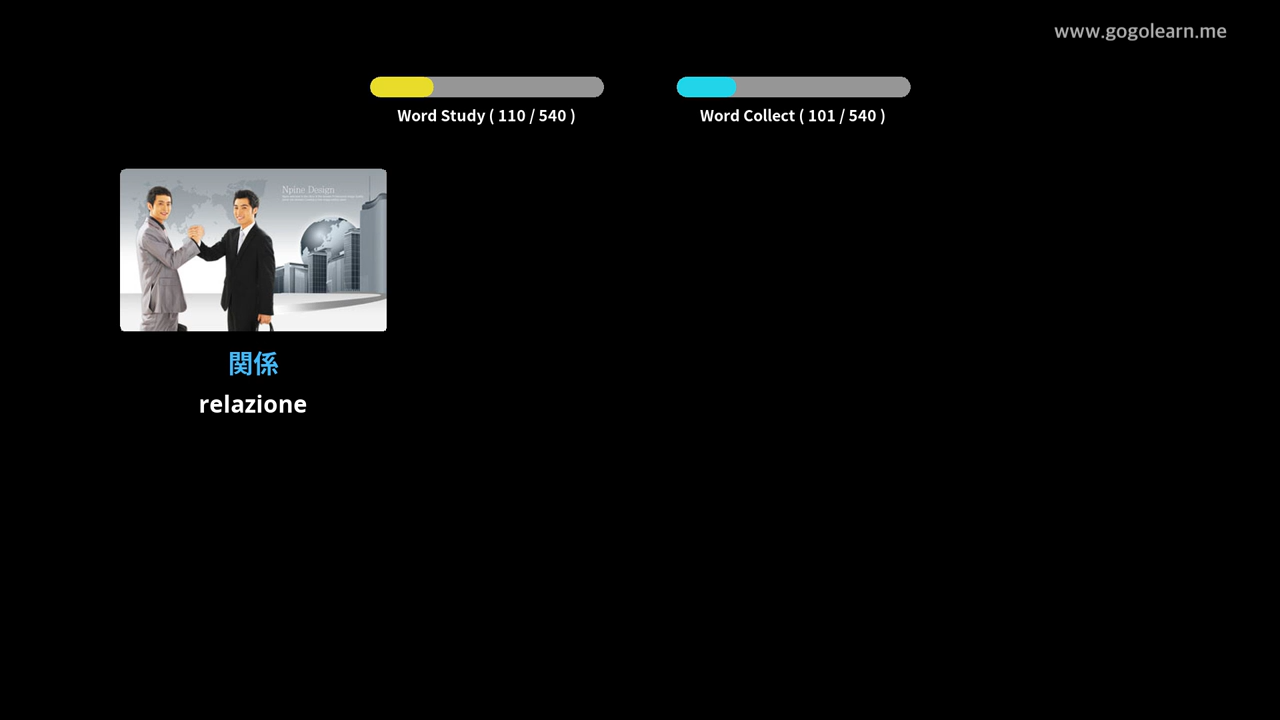 www.gogolearn.me
Word Study ( 110 / 540 )
Word Collect ( 101 / 540 )
Npine Design
関係
relazione